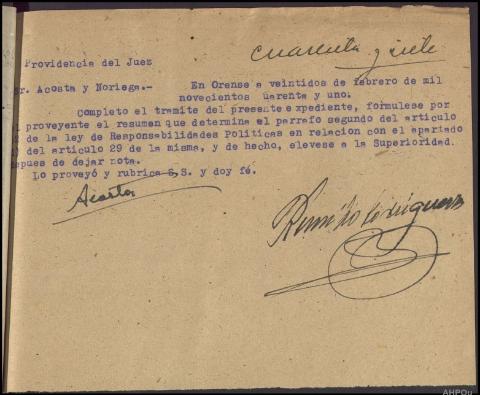 cuarenta y siete
Providencia del Juez
Sr. Acosta y Noriega.-- En Orense a veintidos de febrero de mil
novecientos cuarenta y uno.
Completo el tramite del presente expediente, formulese por
el proveyente el resumen que determina el parrafo segundo del articulo
de la ley de Responsabilidades Politicas en relacion con el apartado
del articulo 29 de la misma, y de hecho, elevese a la Superioridad.
despues de dejar nota.
Lo proveyó y rubrica S,S. y doy fé.
Acosta
AHPOu